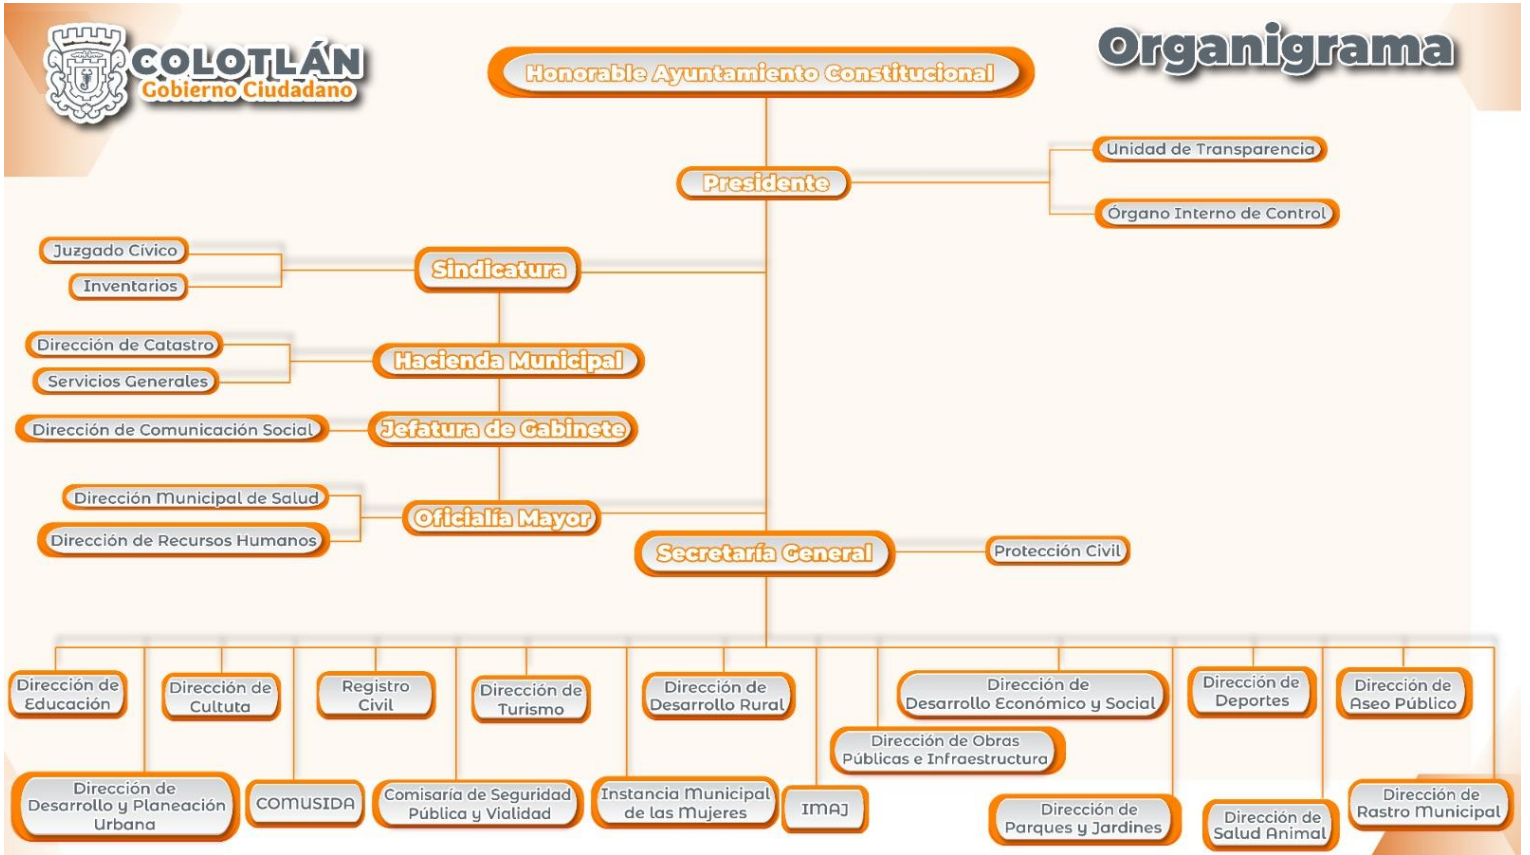 COLOTLÁN
Gobierno Ciudadano
Organigrama
Honorable Ayuntamiento Constitucional
Presidente
Unidad de Transparencia
Órgano Interno de Control
Juzgado Cívico
Inventarios
Sindicatura
Dirección de Catastro
Servicios Generales
Hacienda Municipal
Dirección de Comunicación Social
Jefatura de Gabinete
Dirección Municipal de Salud
Dirección de Recursos Humanos
Oficialía Mayor
Secretaría General
Protección Civil
Dirección de
Educación
Dirección de
Cultuta
Registro
Civil
Dirección de
Turismo
Dirección de
Desarrollo Rural
Dirección de
Desarrollo Económico y Social
Dirección de
Deportes
Dirección de
Aseo Público
Dirección de Obras
Públicas e Infraestructura
Dirección de
Desarrollo y Planeación
Urbana
COMUSIDA
Comisaría de Seguridad
Pública y Vialidad
Instancia Municipal
de las Mujeres
IMAJ
Dirección de
Parques y Jardines
Dirección de
Salud Animal
Dirección de
Rastro Municipal